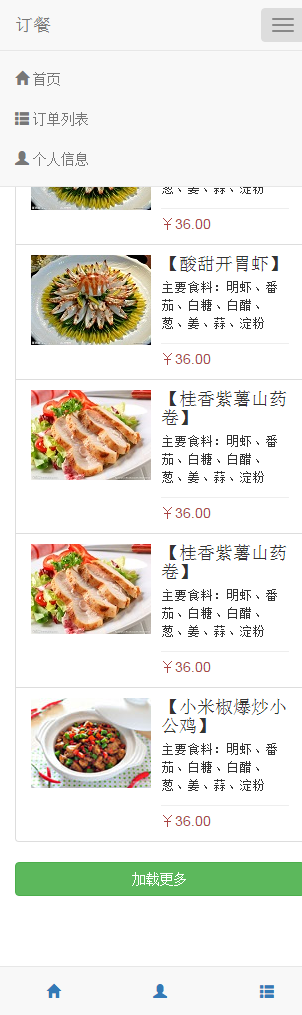 订餐
首页
订单列表
个人信息
葱、姜、蒜、淀粉
￥36.00
【酸甜开胃虾】
主要食料：明虾、番
茄、白糖、白醋、
葱、姜、蒜、淀粉
￥36.00
【桂香紫薯山药
卷】
主要食料：明虾、番
茄、白糖、白醋、
葱、姜、蒜、淀粉
￥36.00
【桂香紫薯山药
卷】
主要食料：明虾、番
茄、白糖、白醋、
葱、姜、蒜、淀粉
￥36.00
【小米椒爆炒小
公鸡】
主要食料：明虾、番
茄、白糖、白醋、
葱、姜、蒜、淀粉
￥36.00
加载更多